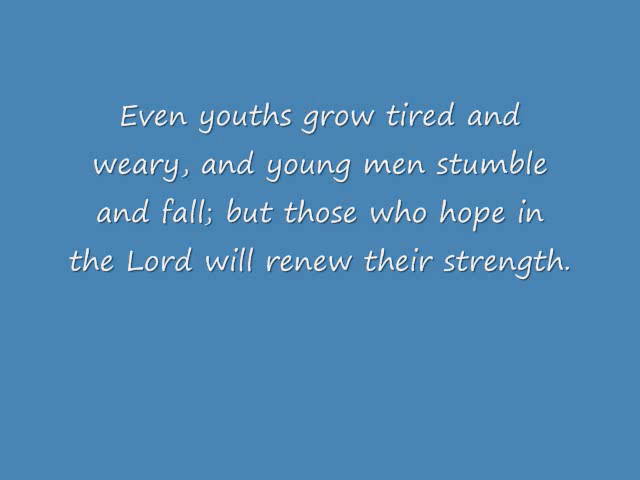 Even youths grow tired and
weary, and young men stumble
and fall; but those who hope in
the Lord will renew their strength.